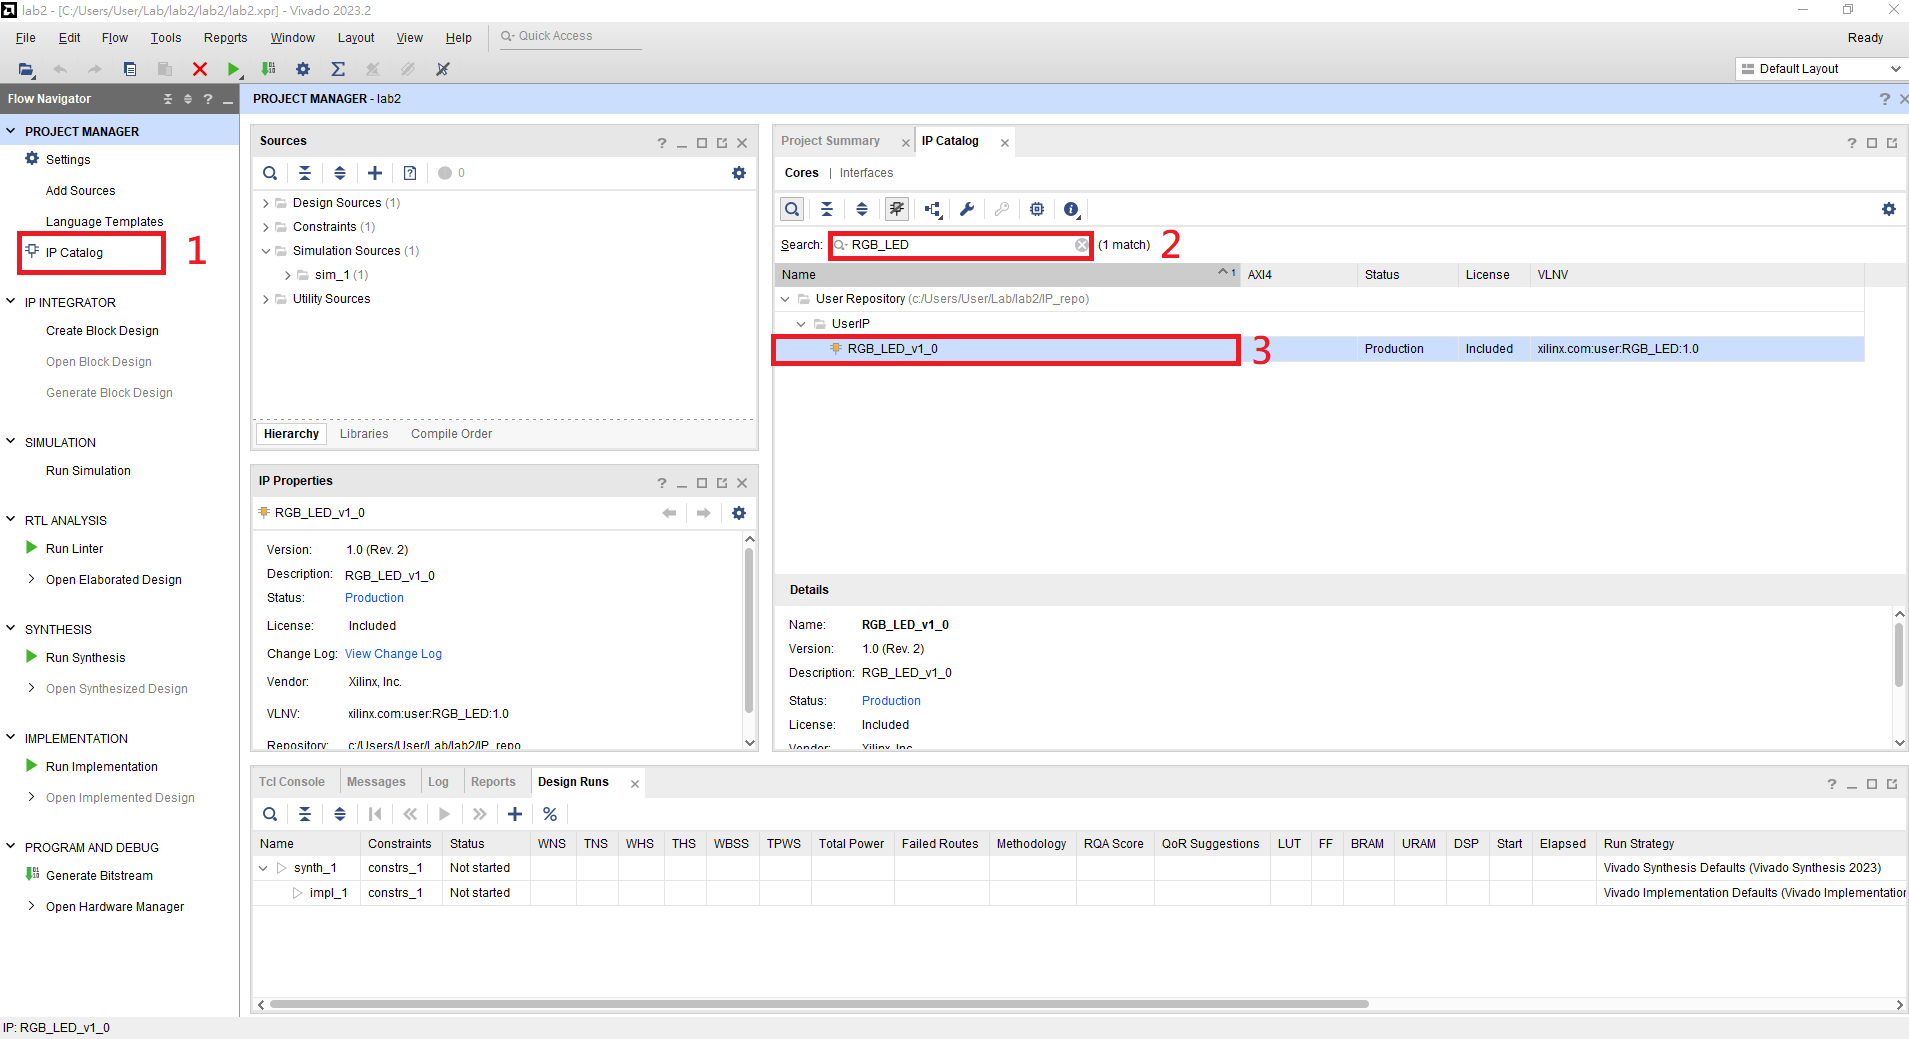 lab2 - [C:/Users/User/Lab/lab2/lab2/lab2.xpr] - Vivado 2023.2
File Edit Flow Tools Reports Window Layout View Help Quick Access Ready
Default Layout
Flow Navigator
PROJECT MANAGER
Settings
Add Sources
Language Templates
IP Catalog
1
IP INTEGRATOR
Create Block Design
Open Block Design
Generate Block Design
SIMULATION
Run Simulation
RTL ANALYSIS
Run Linter
Open Elaborated Design
SYNTHESIS
Run Synthesis
Open Synthesized Design
IMPLEMENTATION
Run Implementation
Open Implemented Design
PROGRAM AND DEBUG
Generate Bitstream
Open Hardware Manager
PROJECT MANAGER - lab2
Sources
0
Design Sources (1)
Constraints (1)
Simulation Sources (1)
sim_1 (1)
Utility Sources
Hierarchy Libraries Compile Order
IP Properties
RGB_LED_v1_0
Version: 1.0 (Rev. 2)
Description: RGB_LED_v1_0
Status: Production
License: Included
Change Log: View Change Log
Vendor: Xilinx, Inc.
VLNV: xilinx.com:user:RGB_LED:1.0
Repository: c:/Users/User/Lab/lab2/IP_repo
Project Summary IP Catalog
Cores | Interfaces
Search: RGB_LED (1 match) 2
Name 1 AXI4 Status License VLNV
User Repository (c:/Users/User/Lab/lab2/IP_repo)
UserIP
RGB_LED_v1_0 3 Production Included xilinx.com:user:RGB_LED:1.0
Details
Name: RGB_LED_v1_0
Version: 1.0 (Rev. 2)
Description: RGB_LED_v1_0
Status: Production
License: Included
Vendor: Xilinx, Inc.
Tcl Console Messages Log Reports Design Runs
Name Constraints Status WNS TNS WHS THS WBSS TPWS Total Power Failed Routes Methodology RQA Score QoR Suggestions LUT FF BRAM URAM DSP Start Elapsed Run Strategy
synth_1 constrs_1 Not started Vivado Synthesis Defaults (Vivado Synthesis 2023)
impl_1 constrs_1 Not started Vivado Implementation Defaults (Vivado Implementation
IP: RGB_LED_v1_0